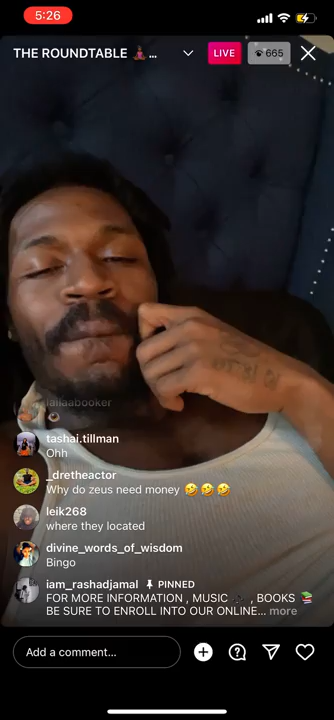 5:26
THE ROUNDTABLE 🧘🏾‍♂️...
LIVE
665
lallaabooker
tashai.tillman
Ohh
_dretheactor
Why do zeus need money 🤣🤣🤣
leik268
where they located
divine_words_of_wisdom
Bingo
iam_rashadjamal PINNED
FOR MORE INFORMATION , MUSIC 🎶 , BOOKS 📚
BE SURE TO ENROLL INTO OUR ONLINE... more
Add a comment...